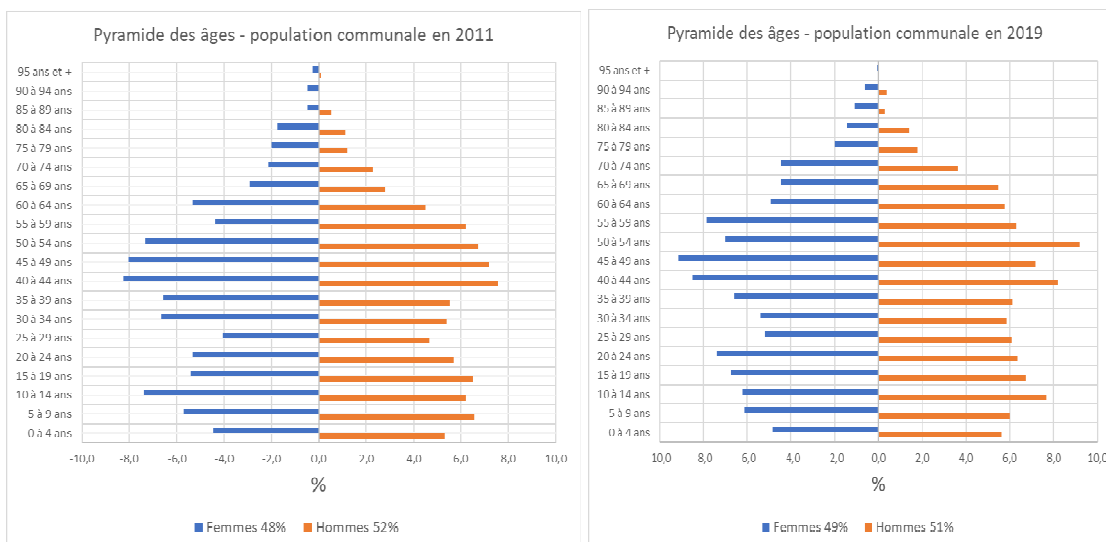 Pyramide des âges - population communale en 2011
95 ans et +
90 à 94 ans
85 à 89 ans
80 à 84 ans
75 à 79 ans
70 à 74 ans
65 à 69 ans
60 à 64 ans
55 à 59 ans
50 à 54 ans
45 à 49 ans
40 à 44 ans
35 à 39 ans
30 à 34 ans
25 à 29 ans
20 à 24 ans
15 à 19 ans
10 à 14 ans
5 à 9 ans
0 à 4 ans
-10,0 -8,0 -6,0 -4,0 -2,0 0,0 2,0 4,0 6,0 8,0 10,0
%
Femmes 48% Hommes 52%
Pyramide des âges - population communale en 2019
95 ans et +
90 à 94 ans
85 à 89 ans
80 à 84 ans
75 à 79 ans
70 à 74 ans
65 à 69 ans
60 à 64 ans
55 à 59 ans
50 à 54 ans
45 à 49 ans
40 à 44 ans
35 à 39 ans
30 à 34 ans
25 à 29 ans
20 à 24 ans
15 à 19 ans
10 à 14 ans
5 à 9 ans
0 à 4 ans
10,0 8,0 6,0 4,0 2,0 0,0 2,0 4,0 6,0 8,0 10,0
%
Femmes 49% Hommes 51%